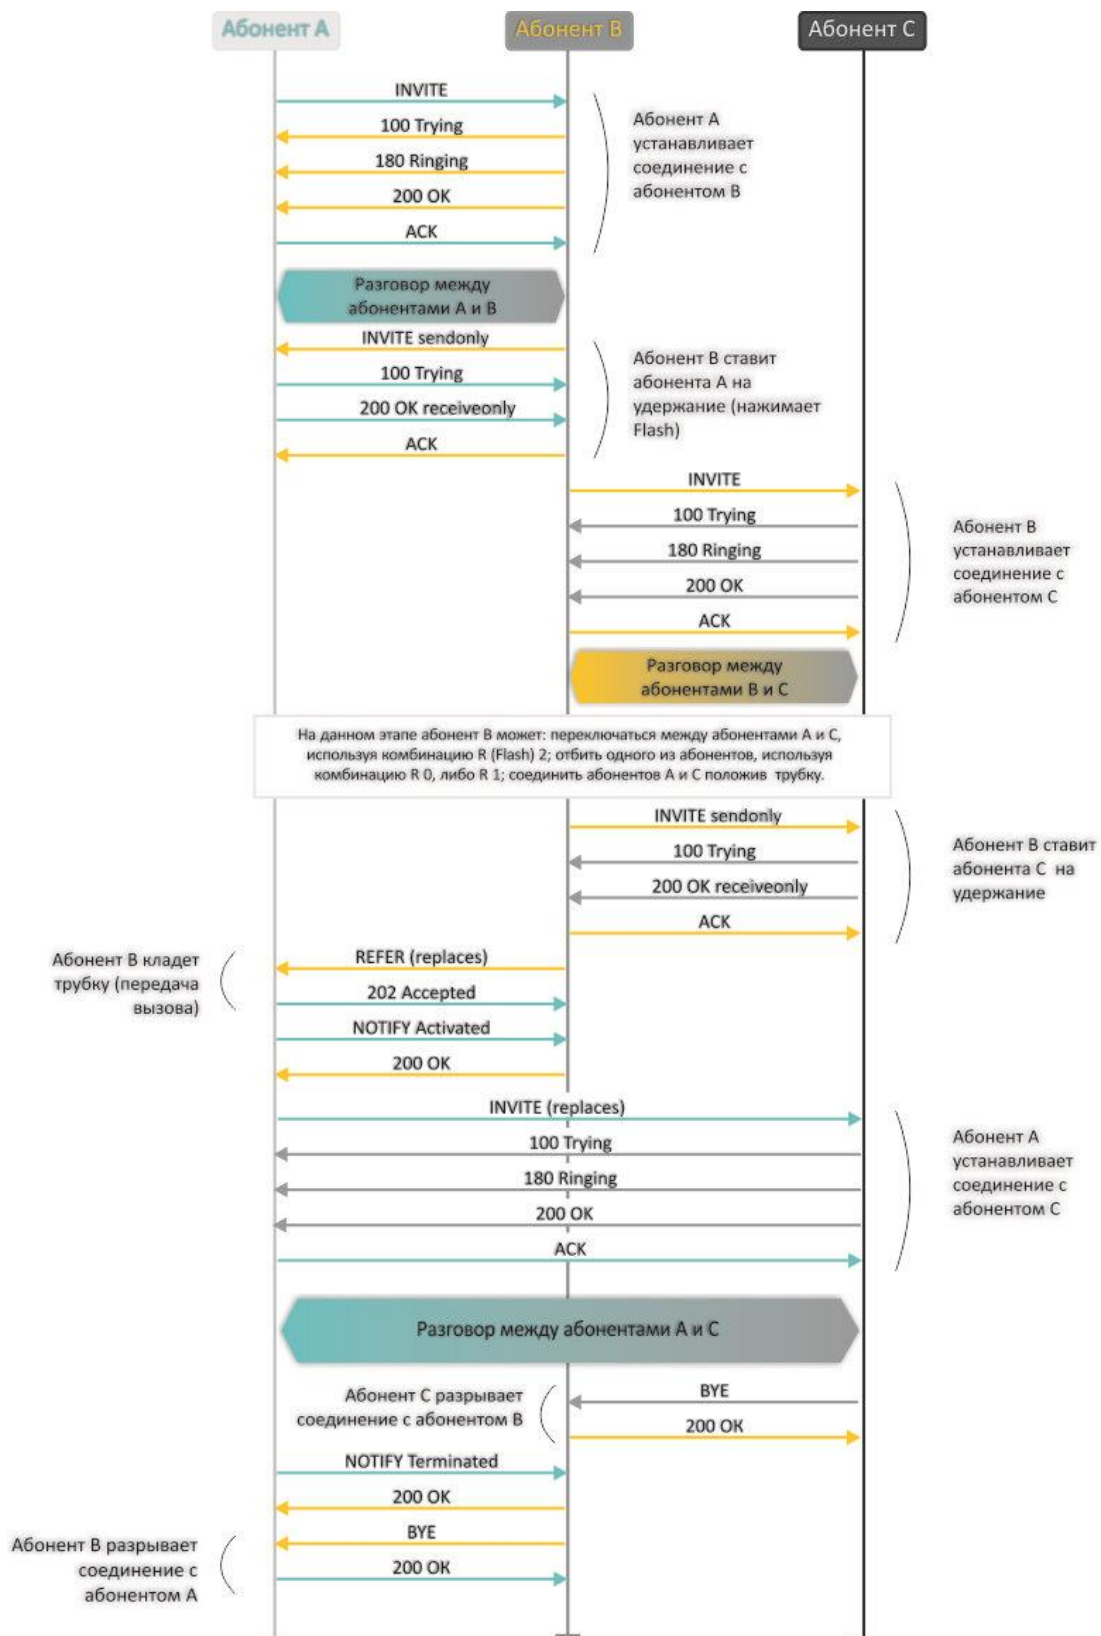 Абонент А
Абонент В
Абонент С
INVITE
100 Trying
180 Ringing
200 OK
ACK
Абонент А
устанавливает
соединение с
абонентом В
Разговор между
абонентами А и В
INVITE sendonly
100 Trying
200 OK receiveonly
ACK
Абонент В ставит
абонента А на
удержание (нажимает
Flash)
INVITE
100 Trying
180 Ringing
200 OK
ACK
Абонент В
устанавливает
соединение с
абонентом С
Разговор между
абонентами В и С
На данном этапе абонент В может: переключаться между абонентами А и С,
используя комбинацию R (Flash) 2; отбить одного из абонентов, используя
комбинацию R 0, либо R 1; соединить абонентов А и С положив трубку.
INVITE sendonly
100 Trying
200 OK receiveonly
ACK
Абонент В ставит
абонента С на
удержание
Абонент В кладет
трубку (передача
вызова)
REFER (replaces)
202 Accepted
NOTIFY Activated
200 OK
INVITE (replaces)
100 Trying
180 Ringing
200 OK
ACK
Абонент А
устанавливает
соединение с
абонентом С
Разговор между абонентами А и С
Абонент С разрывает
соединение с абонентом В
BYE
200 OK
NOTIFY Terminated
200 OK
BYE
200 OK
Абонент В разрывает
соединение с
абонентом А